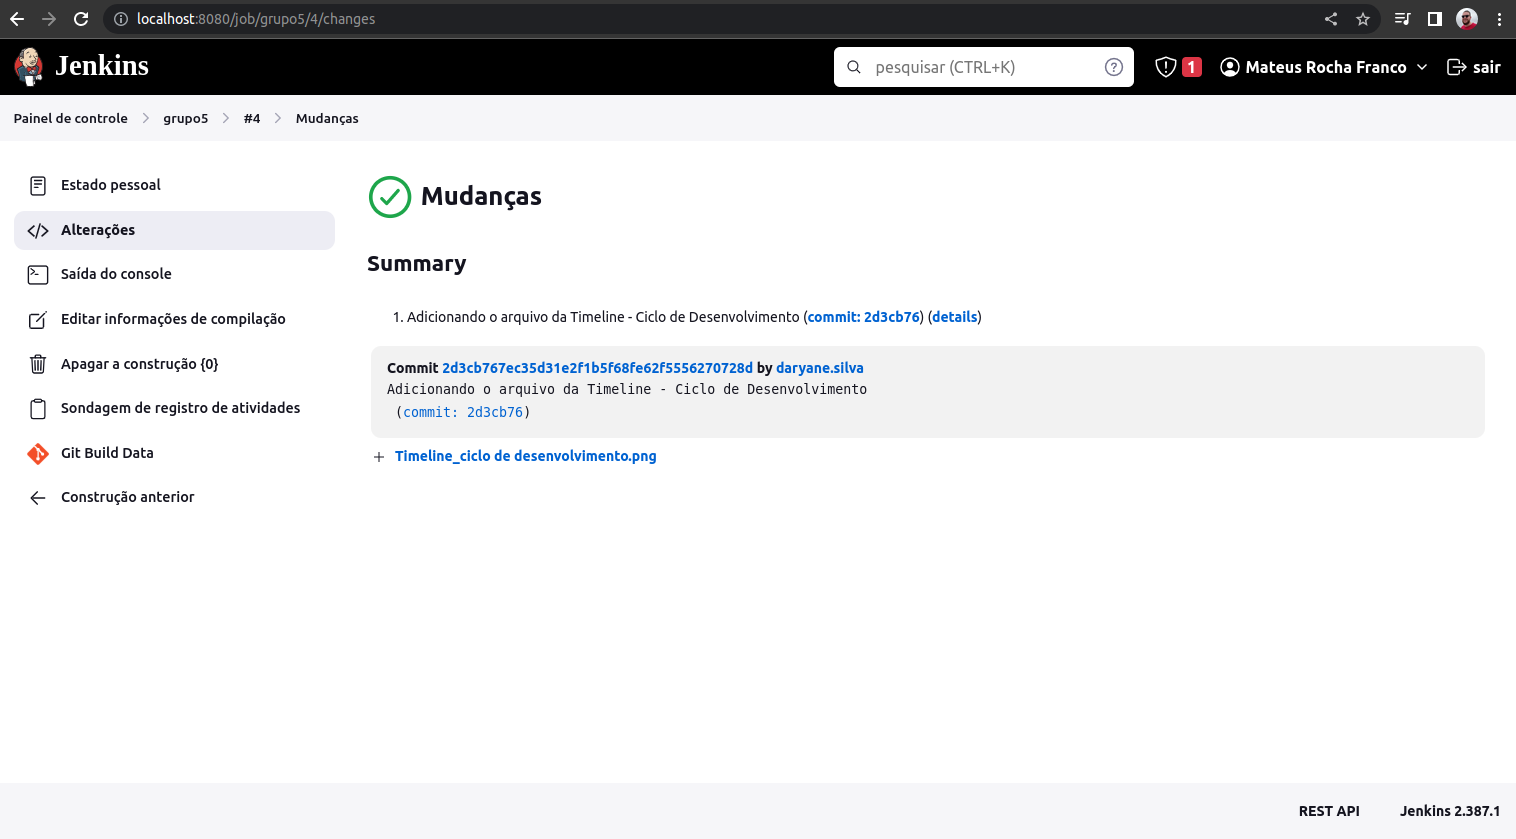 localhost:8080/job/grupo5/4/changes
Jenkins
pesquisar (CTRL+K)
1
Mateus Rocha Franco
sair
Painel de controle
grupo5
#4
Mudanças
Estado pessoal
Alterações
Saída do console
Editar informações de compilação
Apagar a construção {0}
Sondagem de registro de atividades
Git Build Data
Construção anterior
Mudanças
Summary
1. Adicionando o arquivo da Timeline - Ciclo de Desenvolvimento (commit: 2d3cb76) (details)
Commit 2d3cb767ec35d31e2f1b5f68fe62f5556270728d by daryane.silva
Adicionando o arquivo da Timeline - Ciclo de Desenvolvimento
(commit: 2d3cb76)
Timeline_ciclo de desenvolvimento.png
REST API
Jenkins 2.387.1